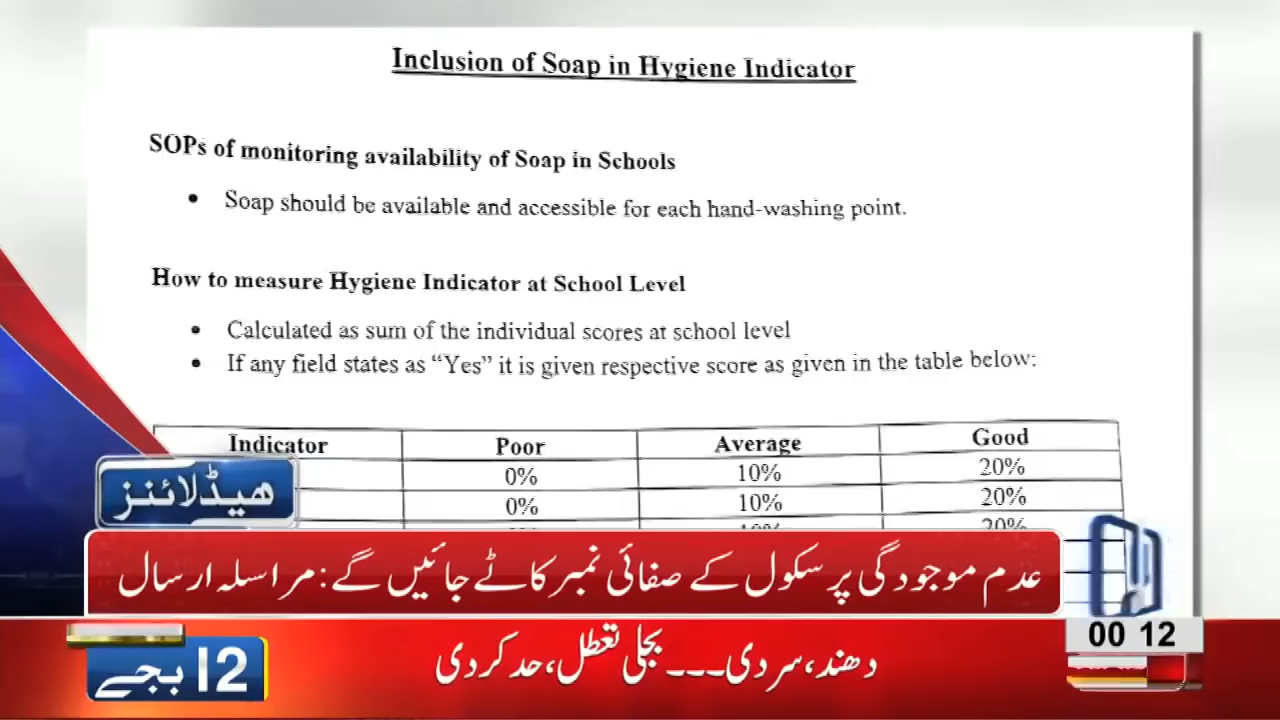 Inclusion of Soap in Hygiene Indicator
SOPs of monitoring availability of Soap in Schools
• Soap should be available and accessible for each hand-washing point.
How to measure Hygiene Indicator at School Level
• Calculated as sum of the individual scores at school level
• If any field states as “Yes” it is given respective score as given in the table below:
Indicator Poor Average Good
0% 10% 20%
0% 10% 20%
10% 20%
ھیڈلائنز
عدم موجودگی پر سکول کے صفائی نمبر کاٹے جائیں گے: مراسلہ ارسال
00 12
دھند، سردی۔۔۔ بجلی تعطل، حد کردی
12 بجے